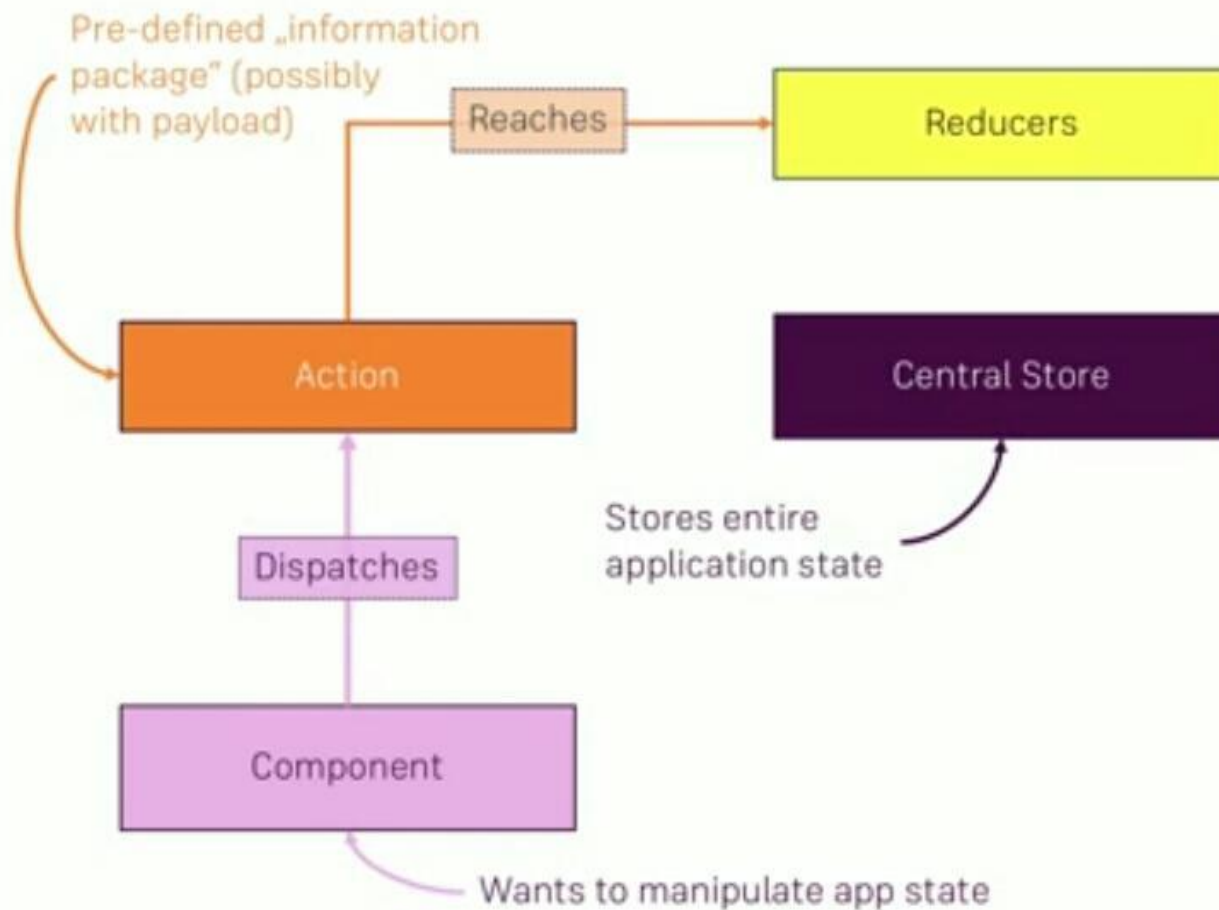 Pre-defined „information
package" (possibly
with payload)
Reaches
Reducers
Action
Central Store
Stores entire
application state
Dispatches
Component
Wants to manipulate app state